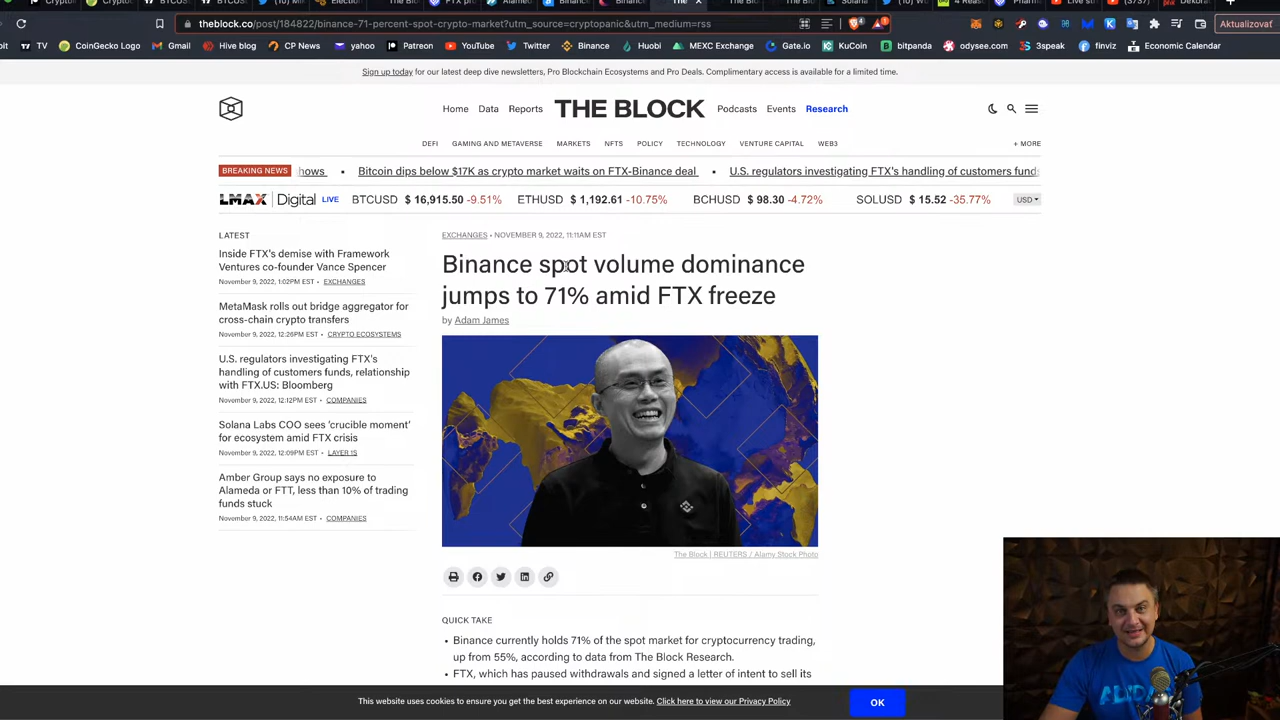 theblock.co/post/184822/binance-71-percent-spot-crypto-market?utm_source=cryptopanic&utm_medium=rss
Aktualizovať
TV CoinGecko Logo Gmail Hive blog CP News yahoo Patreon YouTube Twitter Binance Huobi MEXC Exchange Gate.io KuCoin bitpanda odysee.com 3speak finviz Economic Calendar
Sign up today for our latest deep dive newsletters, Pro Blockchain Ecosystems and Pro Deals. Complimentary access is available for a limited time.
Home Data Reports THE BLOCK Podcasts Events Research
DEFI GAMING AND METAVERSE MARKETS NFTS POLICY TECHNOLOGY VENTURE CAPITAL WEB3 + MORE
BREAKING NEWS hows • Bitcoin dips below $17K as crypto market waits on FTX-Binance deal • U.S. regulators investigating FTX's handling of customers fund
LMAX Digital LIVE BTCUSD $ 16,915.50 -9.51% ETHUSD $ 1,192.61 -10.75% BCHUSD $ 98.30 -4.72% SOLUSD $ 15.52 -35.77% USD
LATEST
Inside FTX's demise with Framework
Ventures co-founder Vance Spencer
November 9, 2022, 1:02PM EST • EXCHANGES
MetaMask rolls out bridge aggregator for
cross-chain crypto transfers
November 9, 2022, 12:26PM EST • CRYPTO ECOSYSTEMS
U.S. regulators investigating FTX's
handling of customers funds, relationship
with FTX.US: Bloomberg
November 9, 2022, 12:12PM EST • COMPANIES
Solana Labs COO sees 'crucible moment'
for ecosystem amid FTX crisis
November 9, 2022, 12:09PM EST • LAYER 1S
Amber Group says no exposure to
Alameda or FTT, less than 10% of trading
funds stuck
November 9, 2022, 11:54AM EST • COMPANIES
EXCHANGES • NOVEMBER 9, 2022, 11:11AM EST
Binance spot volume dominance
jumps to 71% amid FTX freeze
by Adam James
The Block | REUTERS / Alamy Stock Photo
QUICK TAKE
• Binance currently holds 71% of the spot market for cryptocurrency trading,
up from 55%, according to data from The Block Research.
• FTX, which has paused withdrawals and signed a letter of intent to sell its
This website uses cookies to ensure you get the best experience on our website. Click here to view our Privacy Policy OK